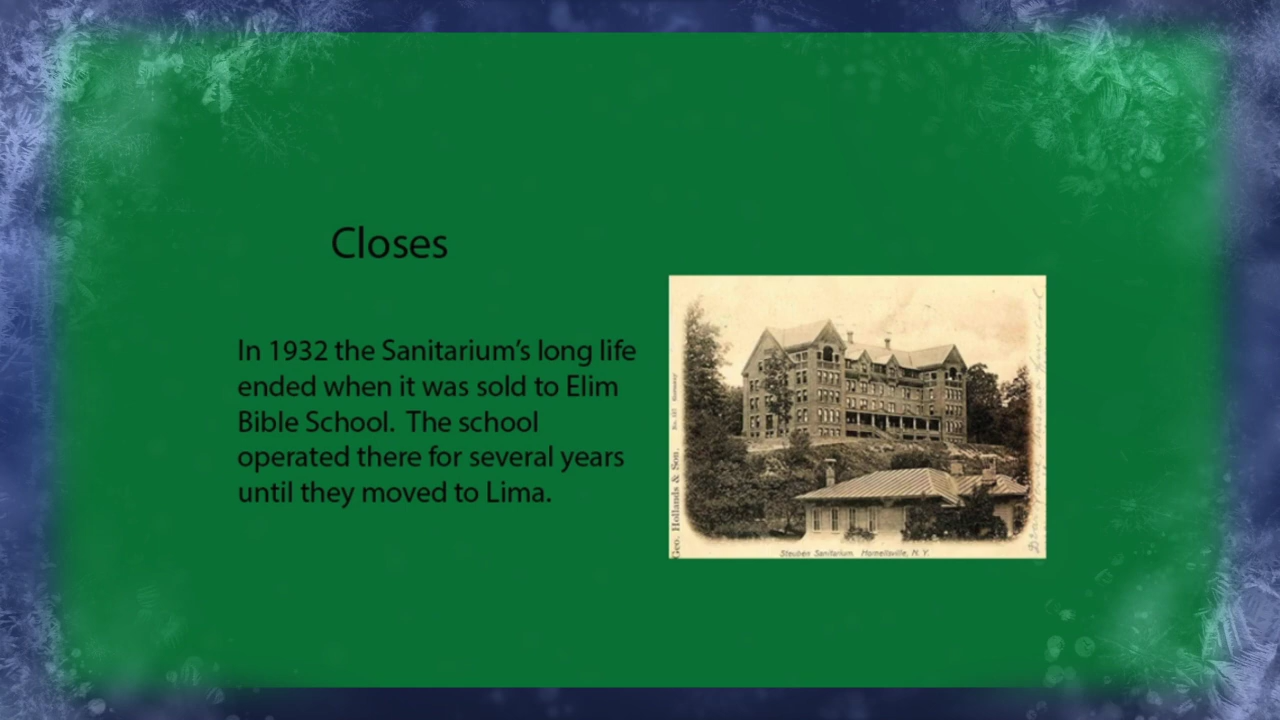 Closes
In 1932 the Sanitarium’s long life
ended when it was sold to Elim
Bible School.  The school
operated there for several years
until they moved to Lima.
Geo. Hollands & Son.
Steuben Sanitarium. Hornellsville, N. Y.